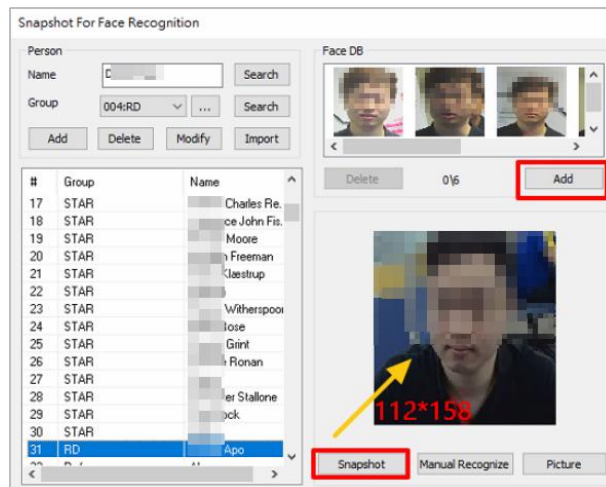 Snapshot For Face Recognition
Person
Name
Search
Group 004:RD ... Search
Add Delete Modify Import
# Group Name
17 STAR Charles Re.
18 STAR ce John Fis.
19 STAR Moore
20 STAR Freeman
21 STAR Klæstrup
22 STAR
23 STAR Witherspoon
24 STAR Bose
25 STAR Grint
26 STAR Ronan
27 STAR
28 STAR er Stallone
29 STAR ock
30 STAR
31 RD Apo
Face DB
Delete 0\6 Add
112*158
Snapshot Manual Recognize Picture